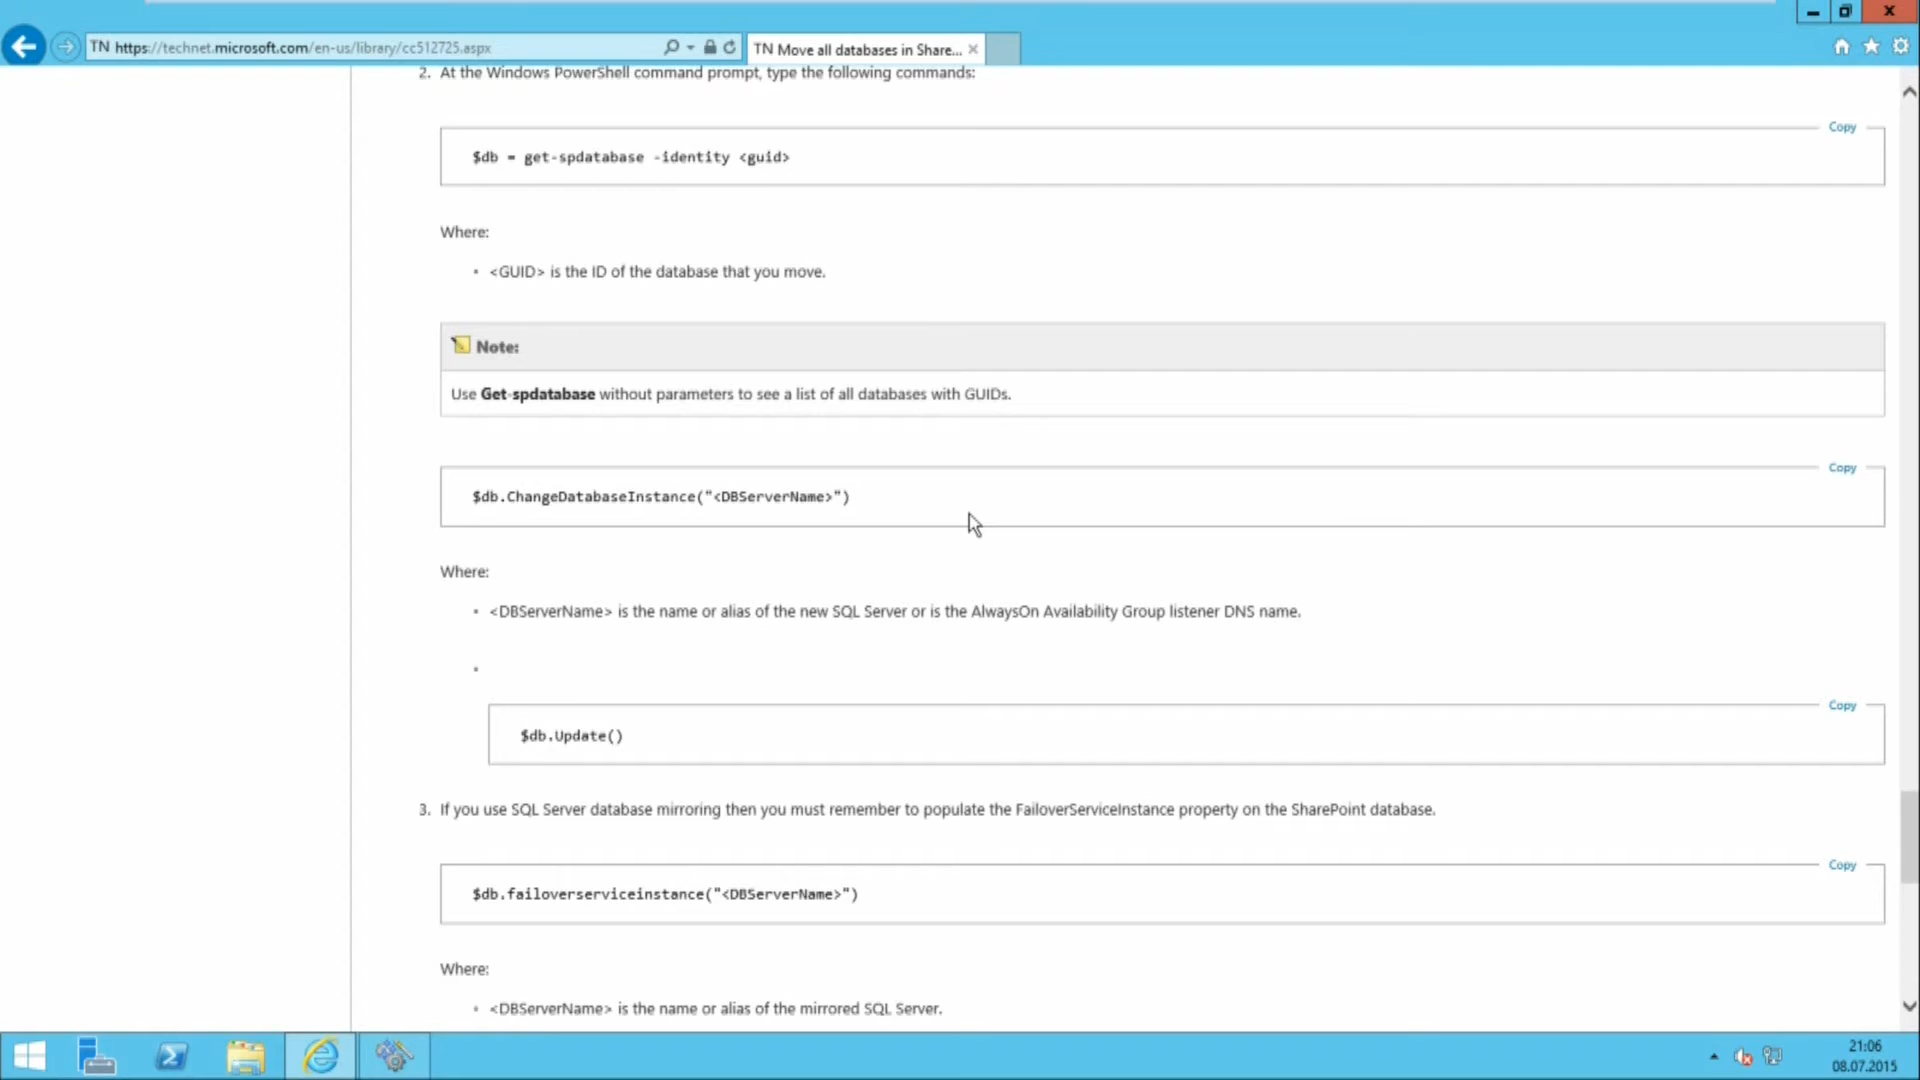 TN https://technet.microsoft.com/en-us/library/cc512725.aspx
TN Move all databases in Share...
2. At the Windows PowerShell command prompt, type the following commands:
Copy
$db = get-spdatabase -identity <guid>
Where:
• <GUID> is the ID of the database that you move.
Note:
Use Get-spdatabase without parameters to see a list of all databases with GUIDs.
Copy
$db.ChangeDatabaseInstance("<DBServerName>")
Where:
• <DBServerName> is the name or alias of the new SQL Server or is the AlwaysOn Availability Group listener DNS name.
•
Copy
$db.Update()
3. If you use SQL Server database mirroring then you must remember to populate the FailoverServiceInstance property on the SharePoint database.
Copy
$db.failoverserviceinstance("<DBServerName>")
Where:
• <DBServerName> is the name or alias of the mirrored SQL Server.
21:06
08.07.2015